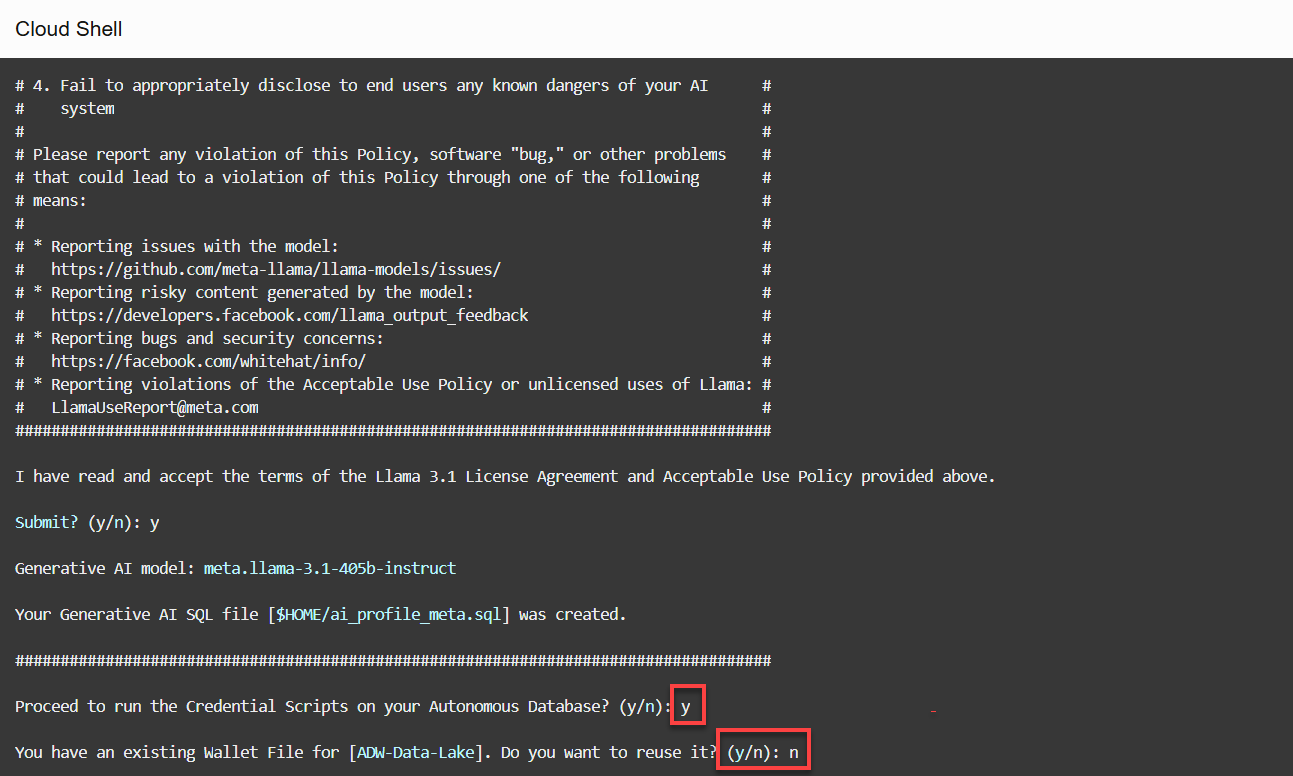 Cloud Shell
# 4. Fail to appropriately disclose to end users any known dangers of your AI #
# system #
# #
# Please report any violation of this Policy, software "bug," or other problems #
# that could lead to a violation of this Policy through one of the following #
# means: #
# #
# * Reporting issues with the model: #
# https://github.com/meta-llama/llama-models/issues/ #
# * Reporting risky content generated by the model: #
# https://developers.facebook.com/llama_output_feedback #
# * Reporting bugs and security concerns: #
# https://facebook.com/whitehat/info/ #
# * Reporting violations of the Acceptable Use Policy or unlicensed uses of Llama: #
# LlamaUseReport@meta.com #
####################################################################################
I have read and accept the terms of the Llama 3.1 License Agreement and Acceptable Use Policy provided above.
Submit? (y/n): y
Generative AI model: meta.llama-3.1-405b-instruct
Your Generative AI SQL file [$HOME/ai_profile_meta.sql] was created.
####################################################################################
Proceed to run the Credential Scripts on your Autonomous Database? (y/n): y
You have an existing Wallet File for [ADW-Data-Lake]. Do you want to reuse it? (y/n): n